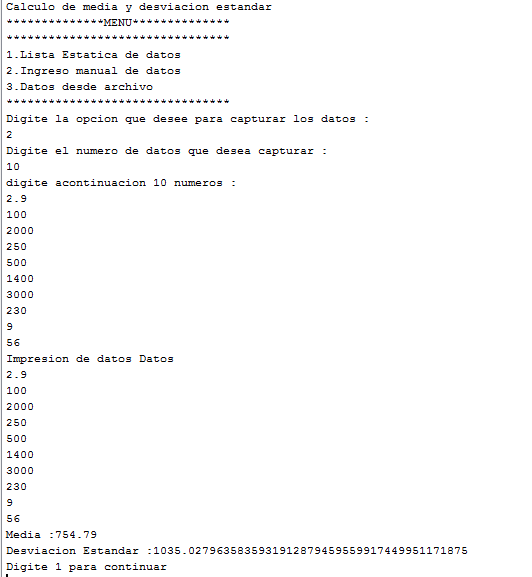 Calculo de media y desviacion estandar
**************MENU**************
********************************
1.Lista Estatica de datos
2.Ingreso manual de datos
3.Datos desde archivo
********************************
Digite la opcion que desee para capturar los datos :
2
Digite el numero de datos que desea capturar :
10
digite acontinuacion 10 numeros :
2.9
100
2000
250
500
1400
3000
230
9
56
Impresion de datos Datos
2.9
100
2000
250
500
1400
3000
230
9
56
Media :754.79
Desviacion Estandar :1035.0279635835931912879459559917449951171875
Digite 1 para continuar